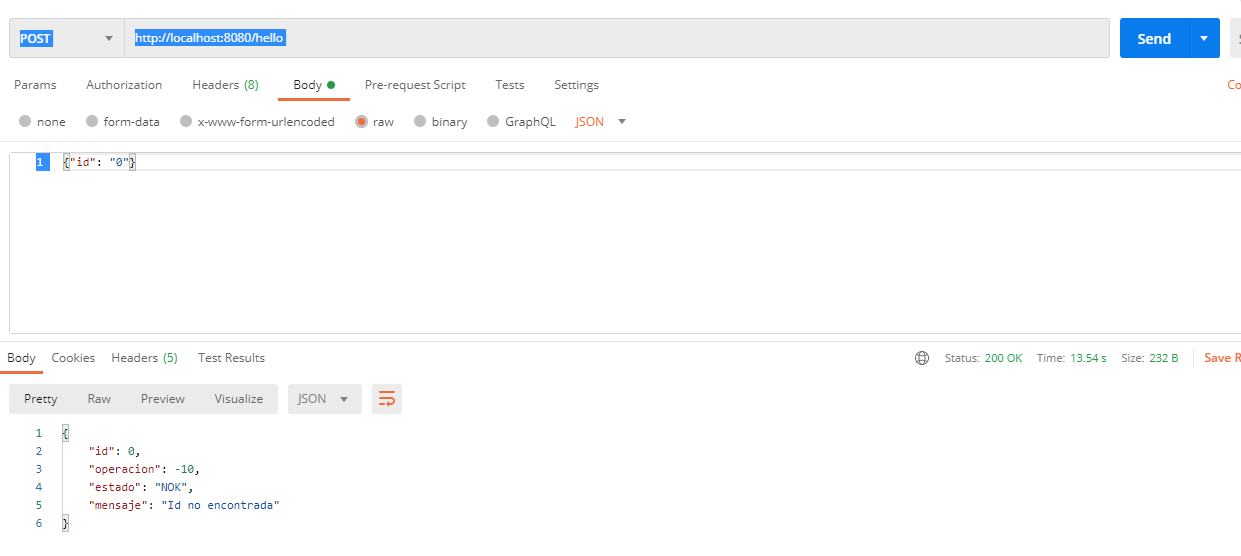 POST http://localhost:8080/hello Send
Params Authorization Headers (8) Body Pre-request Script Tests Settings
none form-data x-www-form-urlencoded raw binary GraphQL JSON
1 {"id": "0"}
Body Cookies Headers (5) Test Results Status: 200 OK Time: 13.54 s Size: 232 B
Pretty Raw Preview Visualize JSON
1 {
2 "id": 0,
3 "operacion": -10,
4 "estado": "NOK",
5 "mensaje": "Id no encontrada"
6 }